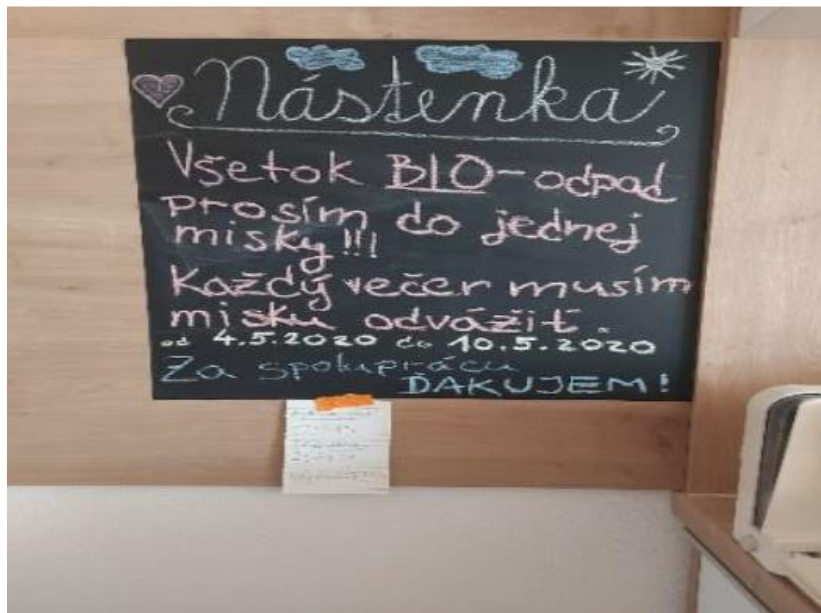 Nástenka
Všetok BIO-odpad
prosím do jednej
misky!!!
Každý večer musím
misku odvážiť.
od 4.5.2020 do 10.5.2020
Za spoluprácu
ĎAKUJEM!